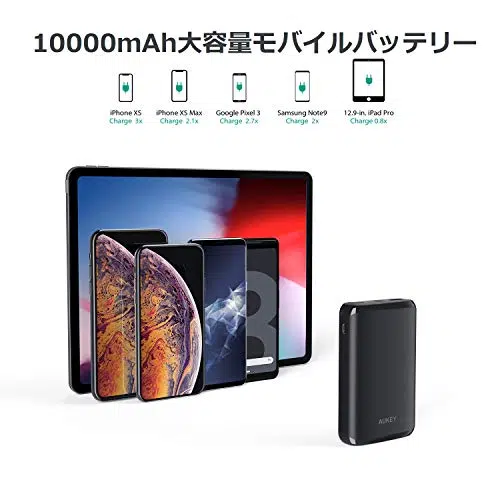 10000mAh大容量モバイルバッテリー
iPhone XS
Charge 3x
iPhone XS Max
Charge 2.1x
Google Pixel 3
Charge 2.7x
Samsung Note9
Charge 2x
12.9-in. iPad Pro
Charge 0.8x
AUKEY